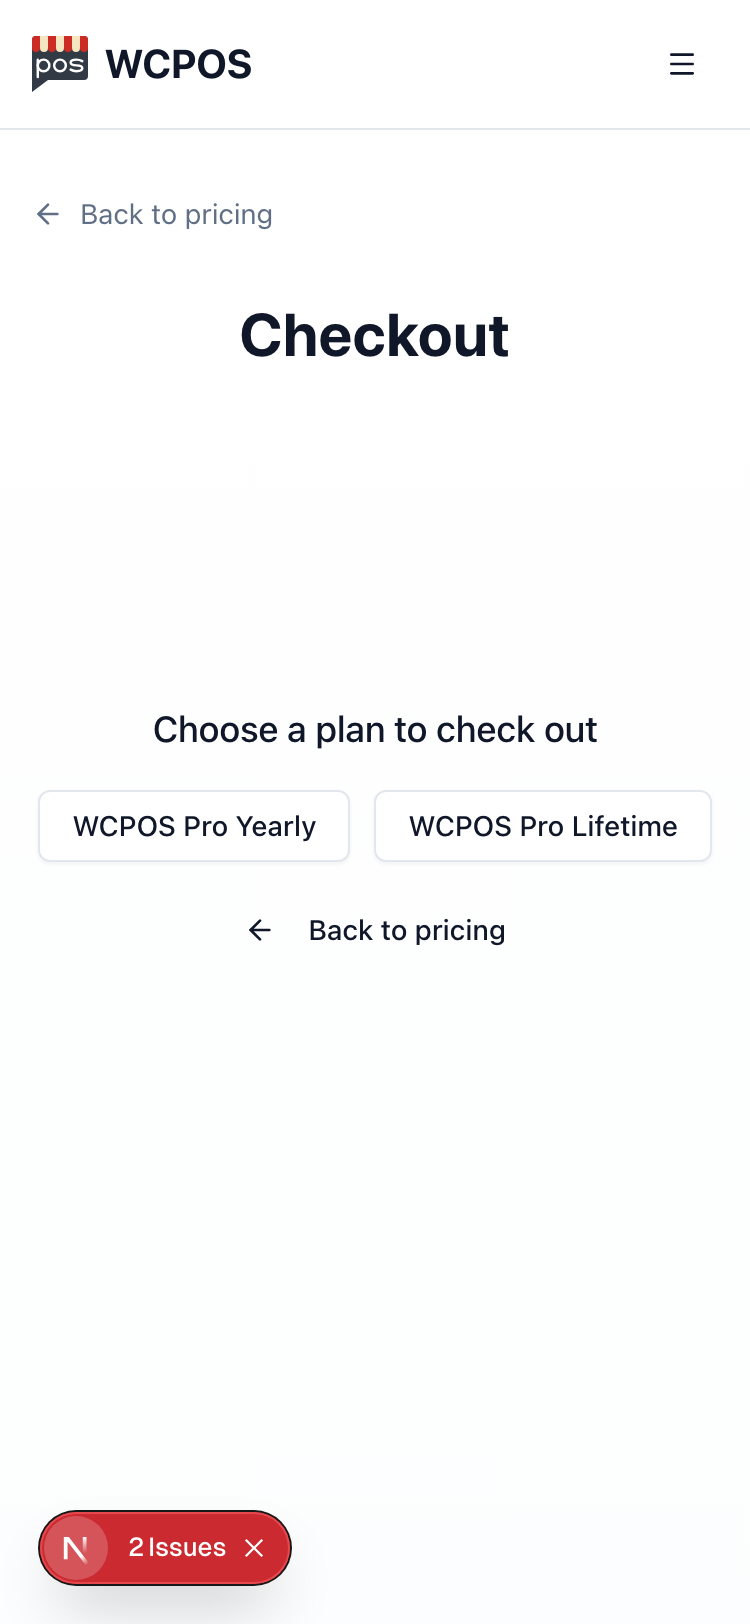 pos WCPOS
Back to pricing
Checkout
Choose a plan to check out
WCPOS Pro Yearly
WCPOS Pro Lifetime
Back to pricing
N 2 Issues